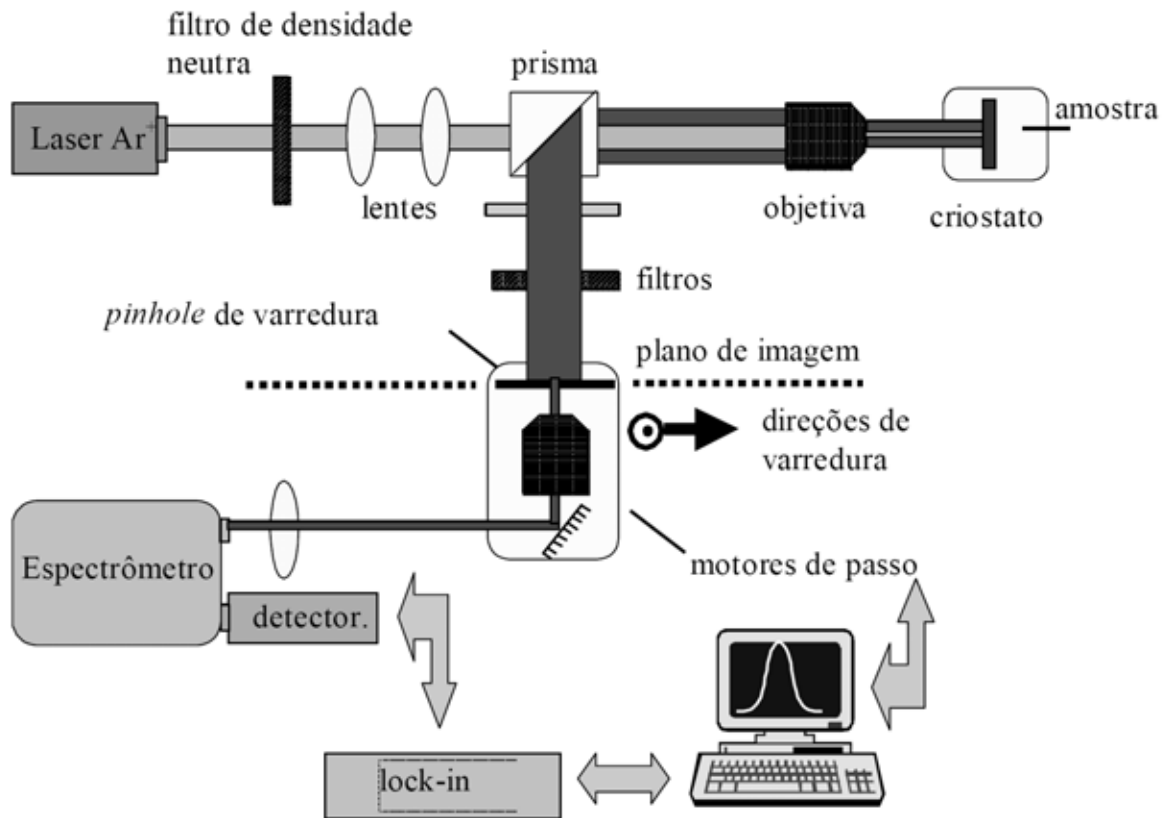 filtro de densidade
neutra
prisma
Laser Ar+
amostra
lentes
objetiva
criostato
filtros
pinhole de varredura
plano de imagem
direções de
varredura
Espectrômetro
motores de passo
detector.
lock-in